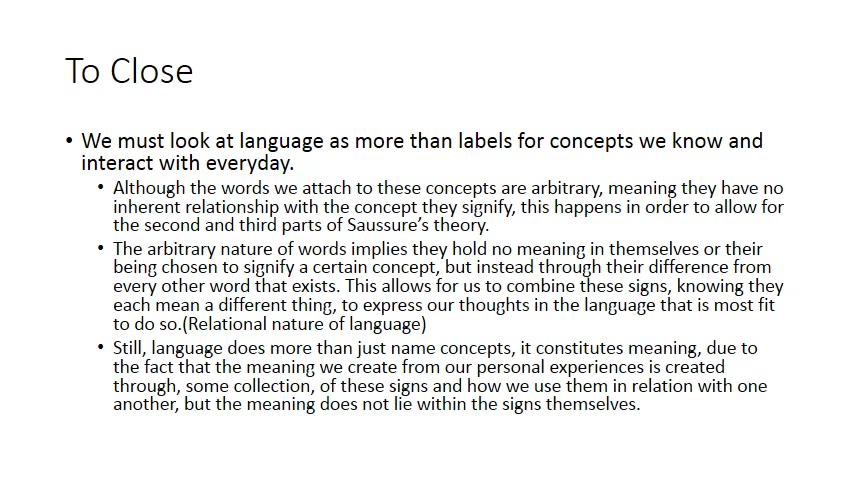 To Close
• We must look at language as more than labels for concepts we know and
interact with everyday.
• Although the words we attach to these concepts are arbitrary, meaning they have no
inherent relationship with the concept they signify, this happens in order to allow for
the second and third parts of Saussure’s theory.
• The arbitrary nature of words implies they hold no meaning in themselves or their
being chosen to signify a certain concept, but instead through their difference from
every other word that exists. This allows for us to combine these signs, knowing they
each mean a different thing, to express our thoughts in the language that is most fit
to do so.(Relational nature of language)
• Still, language does more than just name concepts, it constitutes meaning, due to
the fact that the meaning we create from our personal experiences is created
through, some collection, of these signs and how we use them in relation with one
another, but the meaning does not lie within the signs themselves.